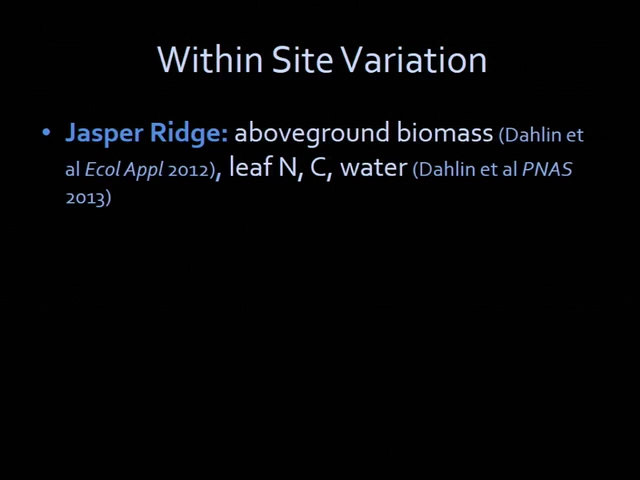 Within Site Variation
• Jasper Ridge: aboveground biomass (Dahlin et
al Ecol Appl 2012), leaf N, C, water (Dahlin et al PNAS
2013)